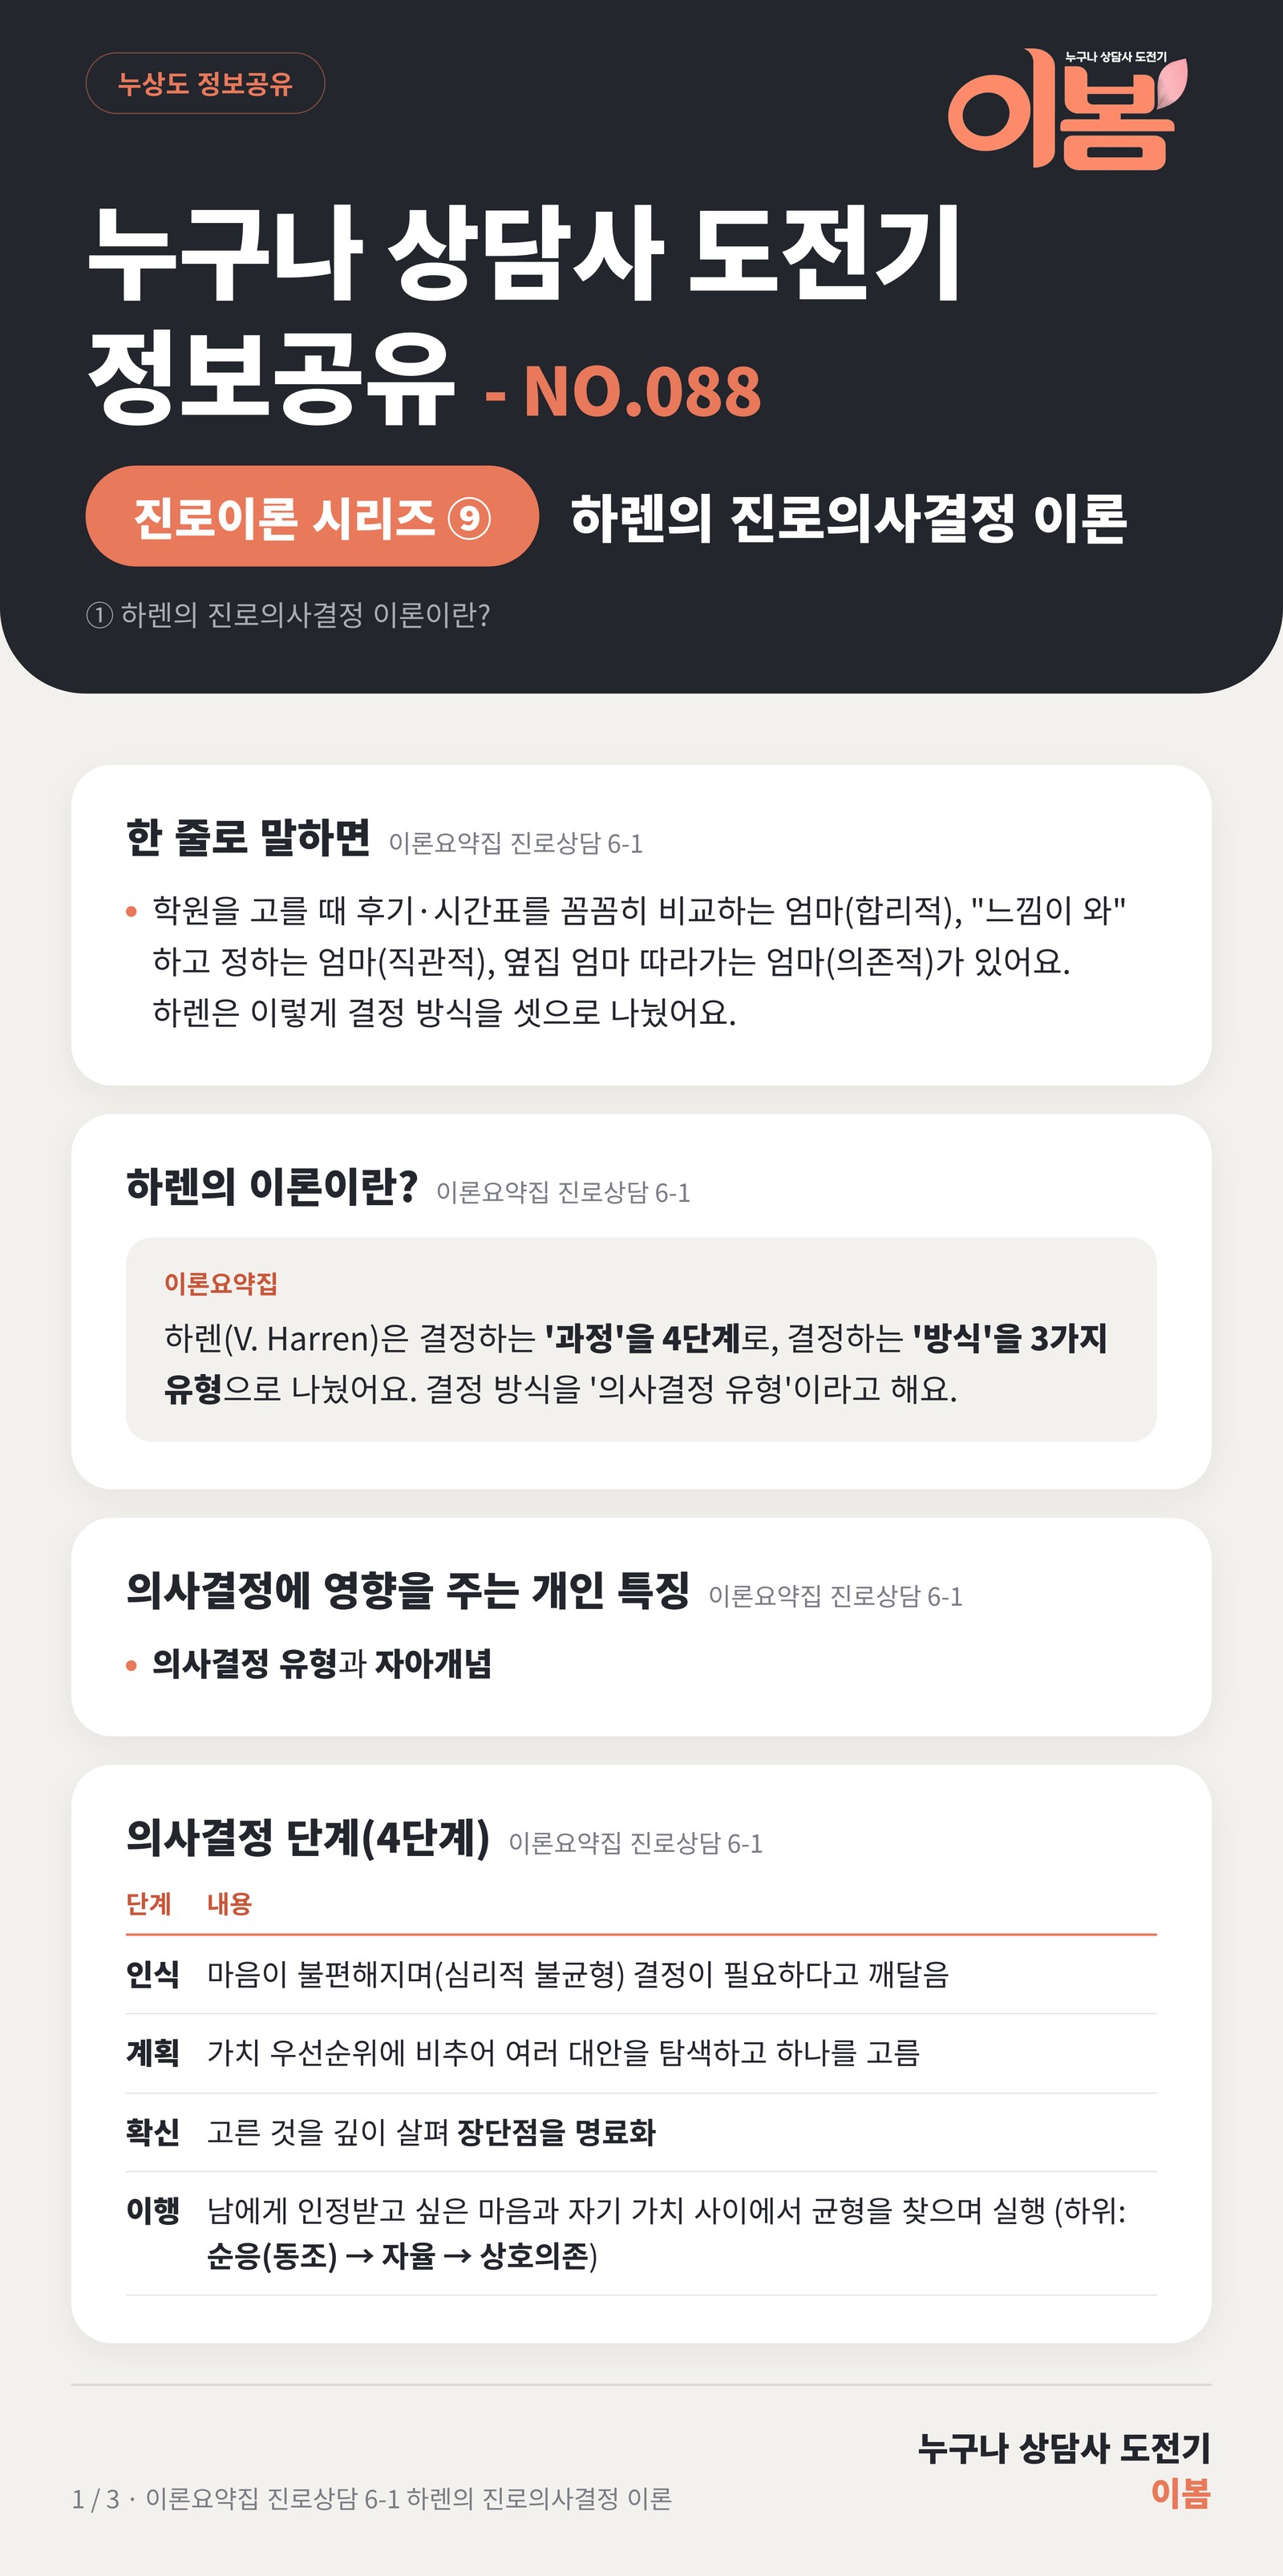 누상도 정보공유
누구나 상담사 도전기
이봄
누구나 상담사 도전기
정보공유 - NO.088
진로이론 시리즈 ⑨ 하렌의 진로의사결정 이론
① 하렌의 진로의사결정 이론이란?
한 줄로 말하면 이론요약집 진로상담 6-1
• 학원을 고를 때 후기·시간표를 꼼꼼히 비교하는 엄마(합리적), "느낌이 와"
하고 정하는 엄마(직관적), 옆집 엄마 따라가는 엄마(의존적)가 있어요.
하렌은 이렇게 결정 방식을 셋으로 나눴어요.
하렌의 이론이란? 이론요약집 진로상담 6-1
이론요약집
하렌(V. Harren)은 결정하는 '과정'을 4단계로, 결정하는 '방식'을 3가지
유형으로 나눴어요. 결정 방식을 '의사결정 유형'이라고 해요.
의사결정에 영향을 주는 개인 특징 이론요약집 진로상담 6-1
• 의사결정 유형과 자아개념
의사결정 단계(4단계) 이론요약집 진로상담 6-1
단계 내용
인식 마음이 불편해지며(심리적 불균형) 결정이 필요하다고 깨달음
계획 가치 우선순위에 비추어 여러 대안을 탐색하고 하나를 고름
확신 고른 것을 깊이 살펴 장단점을 명료화
이행 남에게 인정받고 싶은 마음과 자기 가치 사이에서 균형을 찾으며 실행 (하위:
순응(동조) → 자율 → 상호의존)
누구나 상담사 도전기
1 / 3 · 이론요약집 진로상담 6-1 하렌의 진로의사결정 이론
이봄